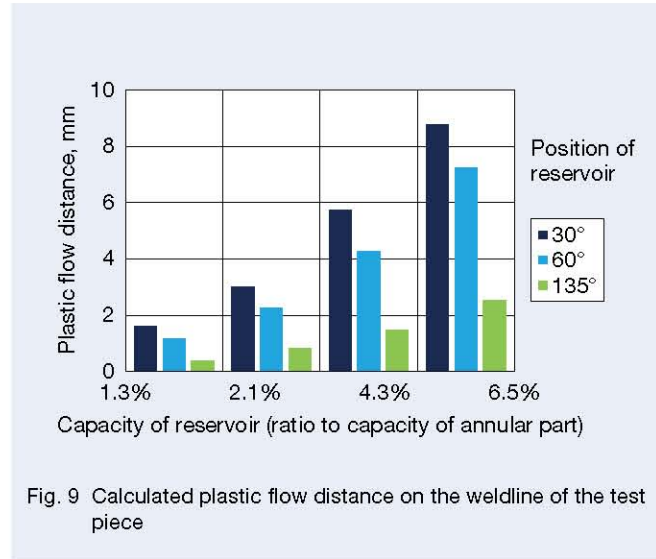 10
8
6
4
2
0
Plastic flow distance, mm
1.3%
2.1%
4.3%
6.5%
Capacity of reservoir (ratio to capacity of annular part)
Position of
reservoir
30°
60°
135°
Fig. 9 Calculated plastic flow distance on the weldline of the test
piece